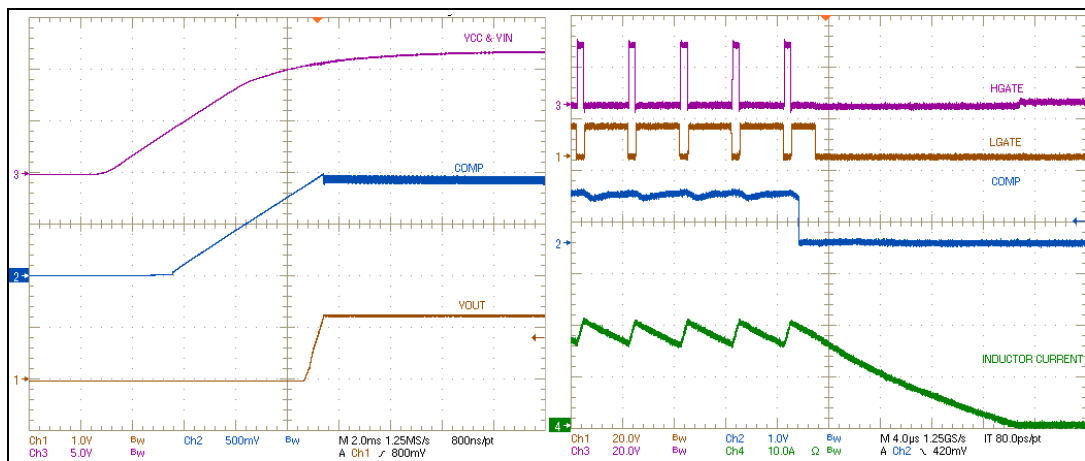 VCC & VIN
3
COMP
2
VOUT
1
Ch1 1.0V Bw Ch2 500mV Bw M 2.0ms 1.25MS/s 800ns/pt
Ch3 5.0V Bw A Ch1 ∕ 800mV
3
HGATE
1
LGATE
COMP
2
INDUCTOR CURRENT
4
Ch1 20.0V Bw Ch2 1.0V Bw M 4.0µs 1.25GS/s IT 80.0ps/pt
Ch3 20.0V Bw Ch4 10.0A Ω Bw A Ch2 \ 420mV